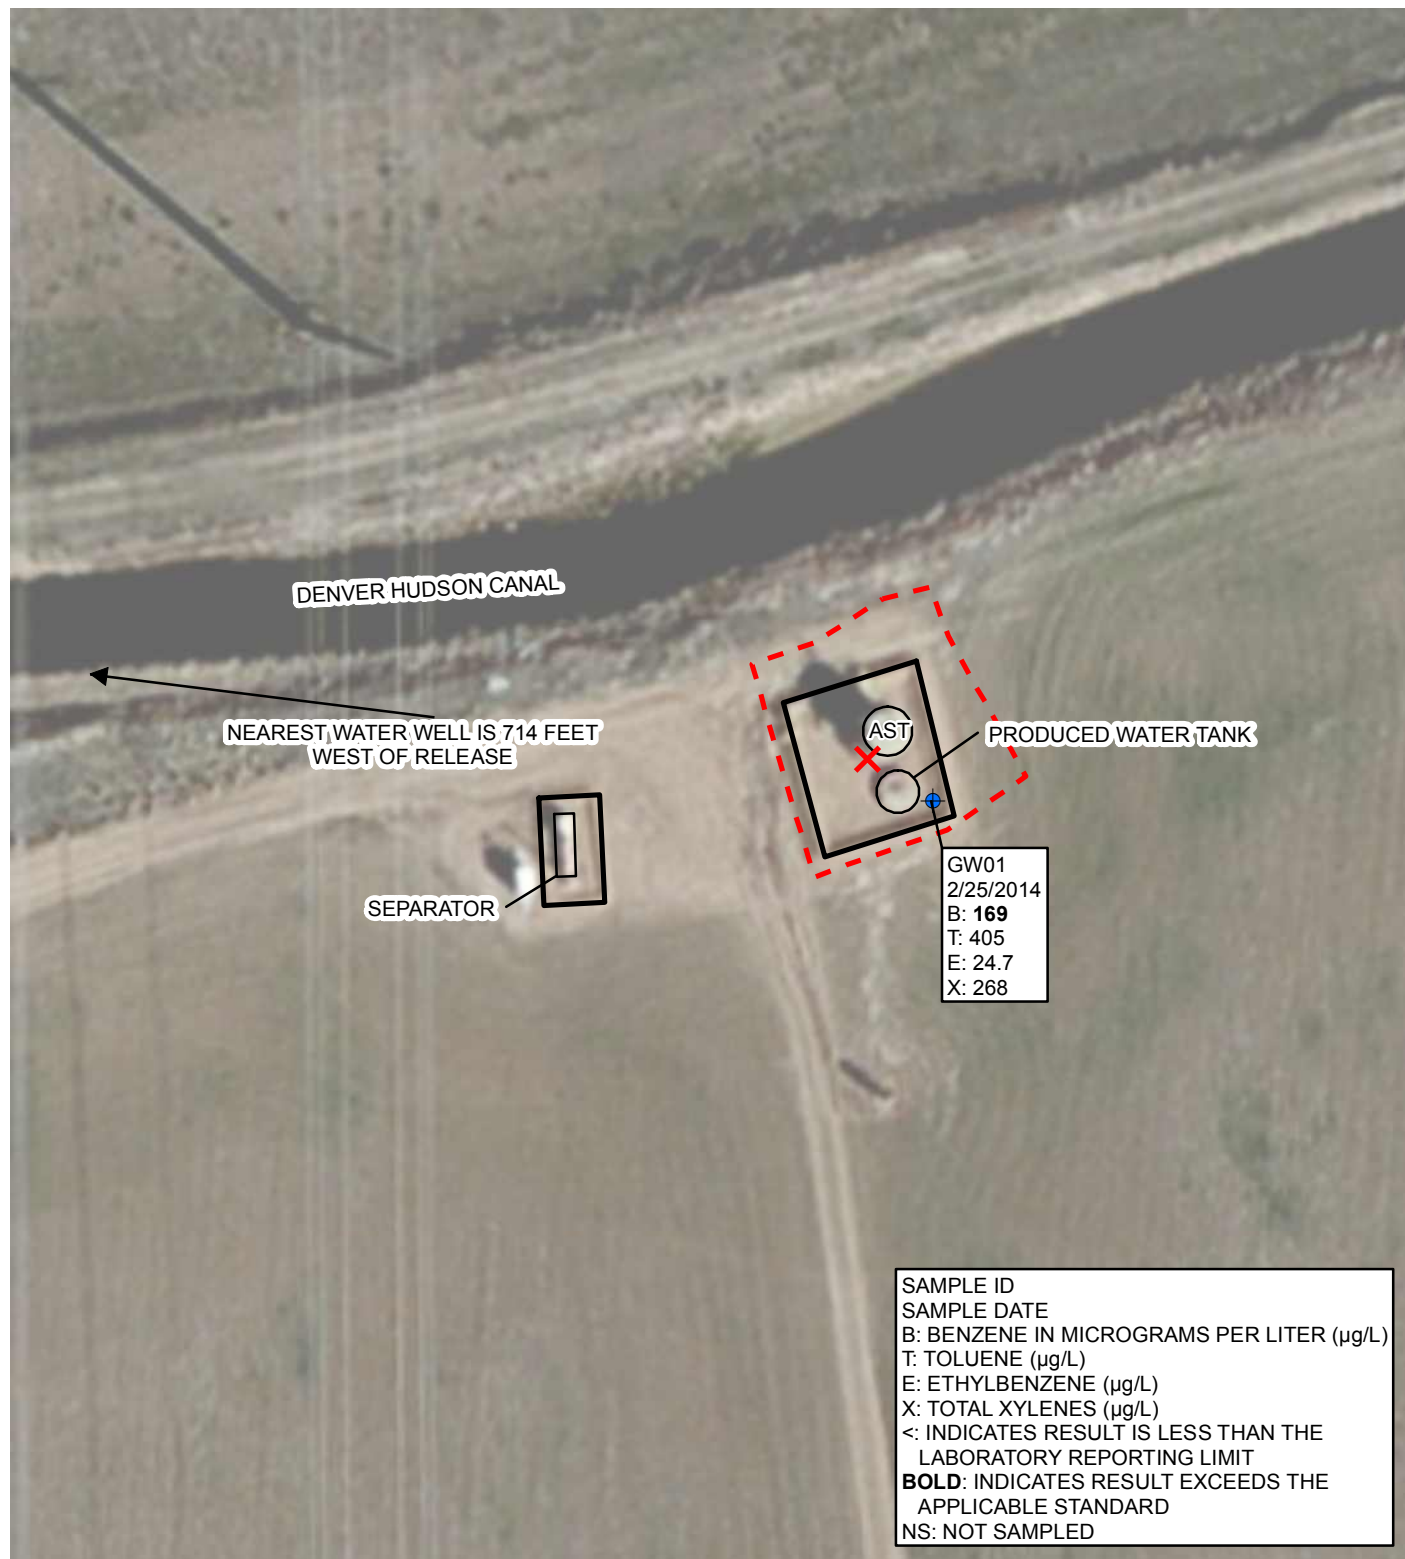 DENVER HUDSON CANAL
NEAREST WATER WELL IS 714 FEET
WEST OF RELEASE
AST
PRODUCED WATER TANK
SEPARATOR
GW01
2/25/2014
B: 169
T: 405
E: 24.7
X: 268
SAMPLE ID
SAMPLE DATE
B: BENZENE IN MICROGRAMS PER LITER (µg/L)
T: TOLUENE (µg/L)
E: ETHYLBENZENE (µg/L)
X: TOTAL XYLENES (µg/L)
<: INDICATES RESULT IS LESS THAN THE
LABORATORY REPORTING LIMIT
BOLD: INDICATES RESULT EXCEEDS THE
APPLICABLE STANDARD
NS: NOT SAMPLED